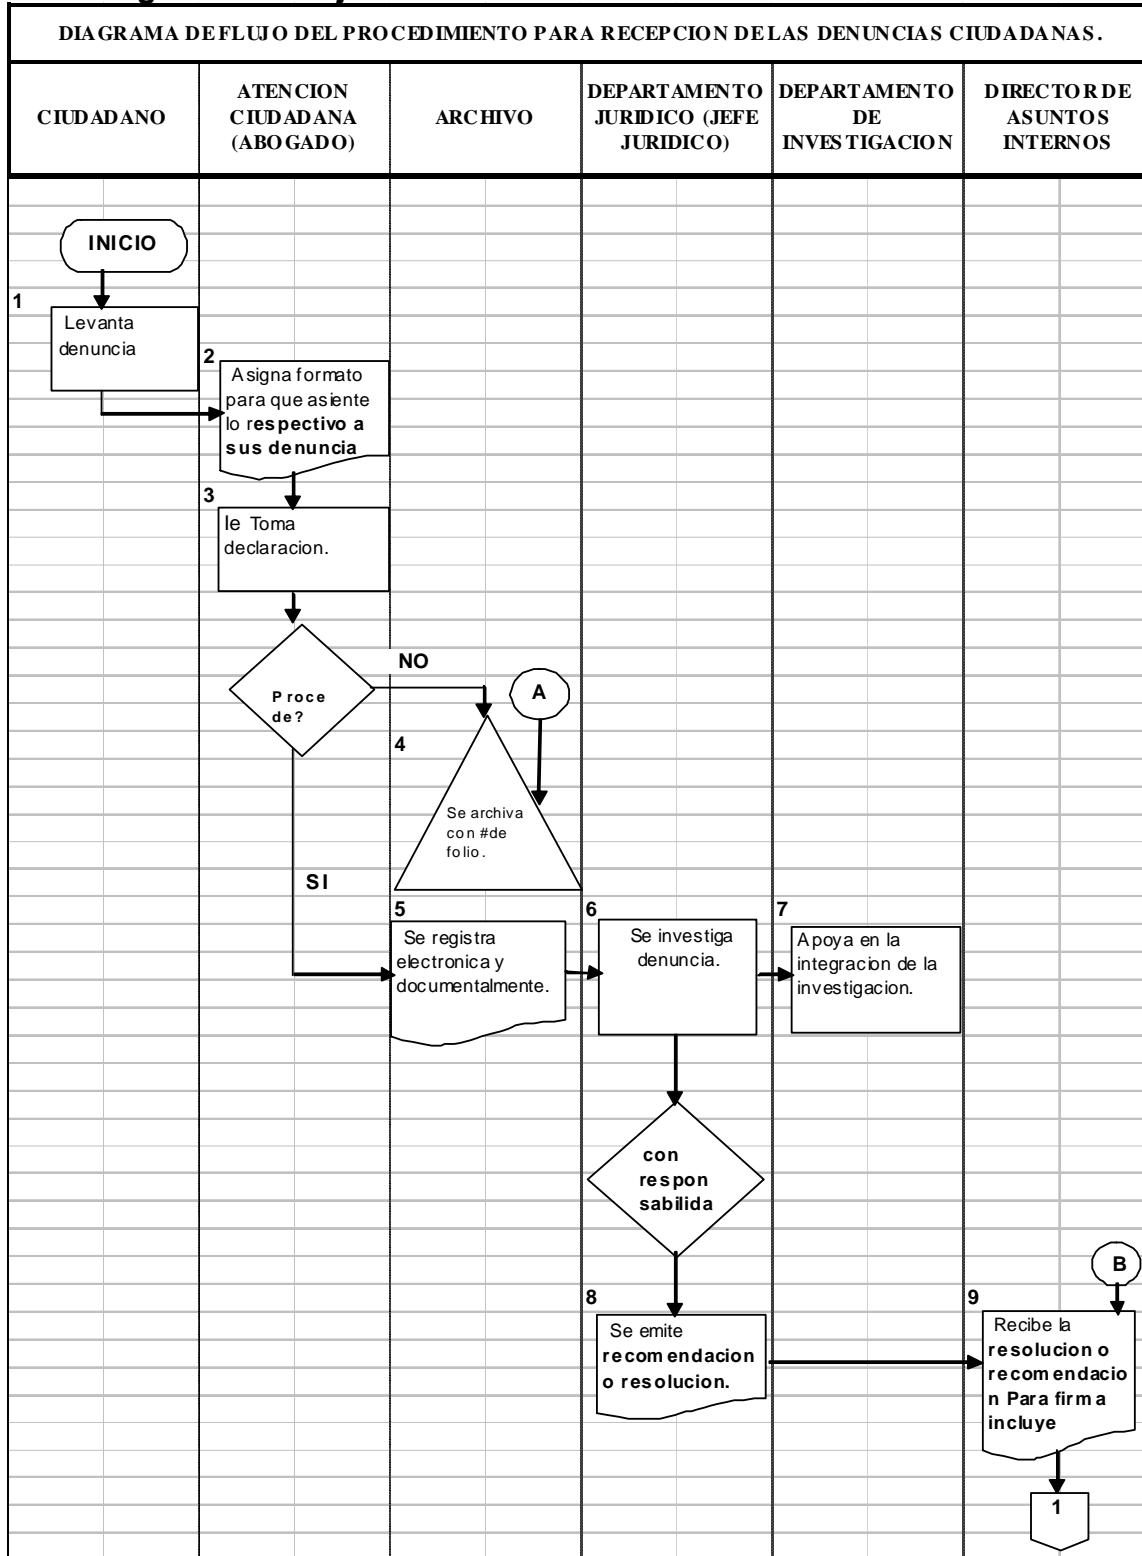 DIAGRAMA DE FLUJO DEL PROCEDIMIENTO PARA RECEPCION DE LAS DENUNCIAS CIUDADANAS.
CIUDADANO
ATENCION
CIUDADANA
(ABOGADO)
ARCHIVO
DEPARTAMENTO
JURIDICO (JEFE
JURIDICO)
DEPARTAMENTO
DE
INVESTIGACION
DIRECTOR DE
ASUNTOS
INTERNOS
INICIO
1
Levanta
denuncia
2
Asigna formato
para que asiente
lo respectivo a
sus denuncia
3
le Toma
declaracion.
Proce
de?
NO
A
4
Se archiva
con #de
folio.
SI
5
Se registra
electronica y
documentalmente.
6
Se investiga
denuncia.
7
Apoya en la
integracion de la
investigacion.
con
respon
sabilida
B
8
Se emite
recomendacion
o resolucion.
9
Recibe la
resolucion o
recomendacio
n Para firma
incluye
1